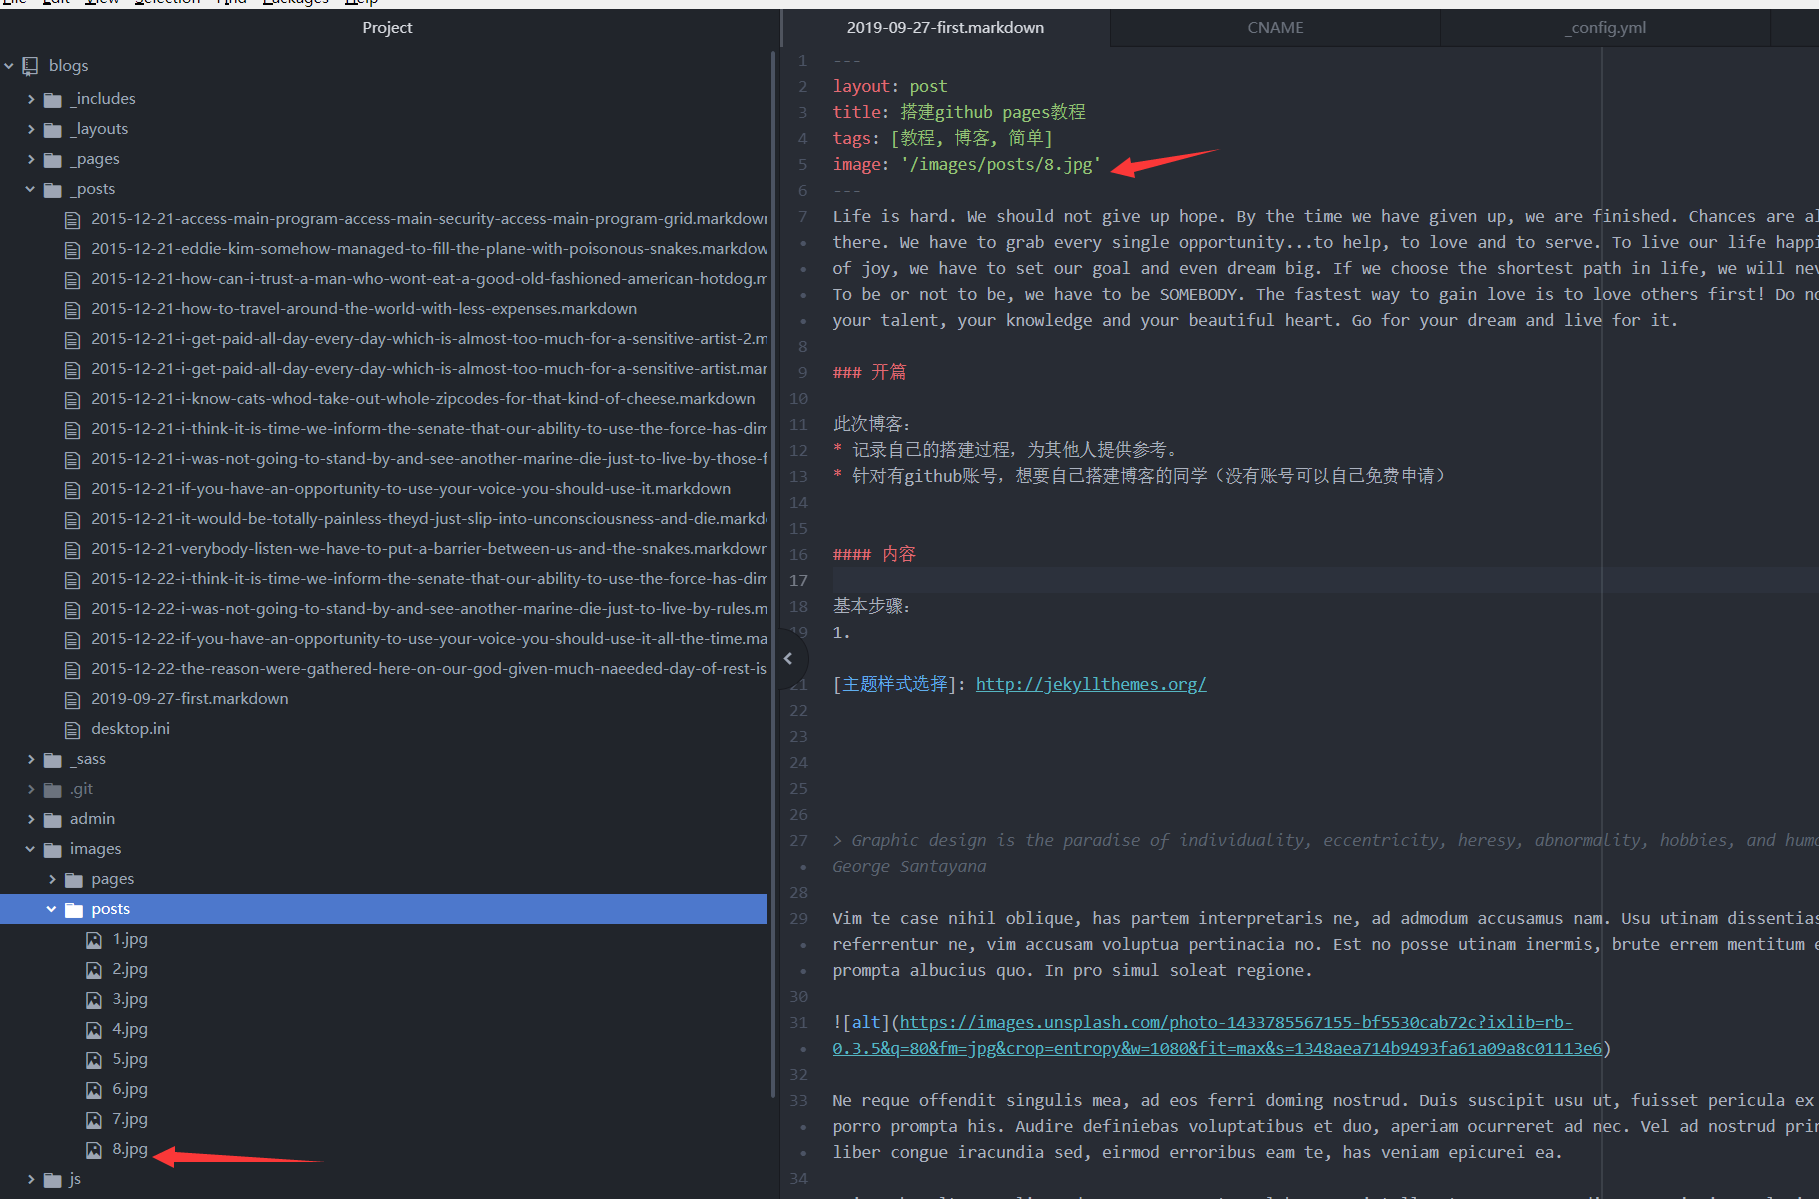 File Edit View Selection Find Packages Help
Project
blogs
_includes
_layouts
_pages
_posts
2015-12-21-access-main-program-access-main-security-access-main-program-grid.markdown
2015-12-21-eddie-kim-somehow-managed-to-fill-the-plane-with-poisonous-snakes.markdow
2015-12-21-how-can-i-trust-a-man-who-wont-eat-a-good-old-fashioned-american-hotdog.m
2015-12-21-how-to-travel-around-the-world-with-less-expenses.markdown
2015-12-21-i-get-paid-all-day-every-day-which-is-almost-too-much-for-a-sensitive-artist-2.m
2015-12-21-i-get-paid-all-day-every-day-which-is-almost-too-much-for-a-sensitive-artist.mar
2015-12-21-i-know-cats-whod-take-out-whole-zipcodes-for-that-kind-of-cheese.markdown
2015-12-21-i-think-it-is-time-we-inform-the-senate-that-our-ability-to-use-the-force-has-dim
2015-12-21-i-was-not-going-to-stand-by-and-see-another-marine-die-just-to-live-by-those-f
2015-12-21-if-you-have-an-opportunity-to-use-your-voice-you-should-use-it.markdown
2015-12-21-it-would-be-totally-painless-theyd-just-slip-into-unconsciousness-and-die.markd
2015-12-21-verybody-listen-we-have-to-put-a-barrier-between-us-and-the-snakes.markdown
2015-12-22-i-think-it-is-time-we-inform-the-senate-that-our-ability-to-use-the-force-has-dim
2015-12-22-i-was-not-going-to-stand-by-and-see-another-marine-die-just-to-live-by-rules.m
2015-12-22-if-you-have-an-opportunity-to-use-your-voice-you-should-use-it-all-the-time.ma
2015-12-22-the-reason-were-gathered-here-on-our-god-given-much-naeeded-day-of-rest-is
2019-09-27-first.markdown
desktop.ini
_sass
.git
admin
images
pages
posts
1.jpg
2.jpg
3.jpg
4.jpg
5.jpg
6.jpg
7.jpg
8.jpg
js
2019-09-27-first.markdown CNAME _config.yml
1 ---
2 layout: post
3 title: 搭建github pages教程
4 tags: [教程, 博客, 简单]
5 image: '/images/posts/8.jpg'
6 ---
7 Life is hard. We should not give up hope. By the time we have given up, we are finished. Chances are al
there. We have to grab every single opportunity...to help, to love and to serve. To live our life happi
of joy, we have to set our goal and even dream big. If we choose the shortest path in life, we will nev
To be or not to be, we have to be SOMEBODY. The fastest way to gain love is to love others first! Do no
your talent, your knowledge and your beautiful heart. Go for your dream and live for it.
8
9 ### 开篇
10
11 此次博客：
12 * 记录自己的搭建过程，为其他人提供参考。
13 * 针对有github账号，想要自己搭建博客的同学（没有账号可以自己免费申请）
14
15
16 #### 内容
17
18 基本步骤：
19 1.
21 [主题样式选择]: http://jekyllthemes.org/
22
23
24
25
26
27 > Graphic design is the paradise of individuality, eccentricity, heresy, abnormality, hobbies, and huma
George Santayana
28
29 Vim te case nihil oblique, has partem interpretaris ne, ad admodum accusamus nam. Usu utinam dissentias
referrentur ne, vim accusam voluptua pertinacia no. Est no posse utinam inermis, brute errem mentitum e
prompta albucius quo. In pro simul soleat regione.
30
31 ![alt](https://images.unsplash.com/photo-1433785567155-bf5530cab72c?ixlib=rb-
0.3.5&q=80&fm=jpg&crop=entropy&w=1080&fit=max&s=1348aea714b9493fa61a09a8c01113e6)
32
33 Ne reque offendit singulis mea, ad eos ferri doming nostrud. Duis suscipit usu ut, fuisset pericula ex
porro prompta his. Audire definiebas voluptatibus et duo, aperiam ocurreret ad nec. Vel ad nostrud prin
liber congue iracundia sed, eirmod erroribus eam te, has veniam epicurei ea.
34